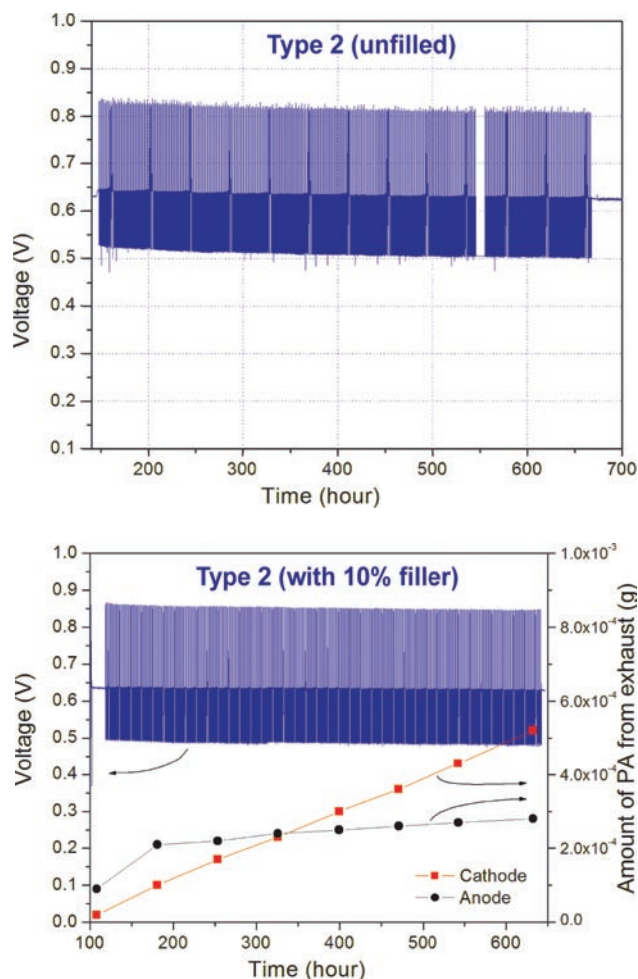 Type 2 (unfilled)
1.0
0.9
0.8
0.7
0.6
0.5
0.4
0.3
0.2
0.1
Voltage (V)
200 300 400 500 600 700
Time (hour)
Type 2 (with 10% filler)
1.0
0.9
0.8
0.7
0.6
0.5
0.4
0.3
0.2
0.1
0.0
Voltage (V)
1.0x10⁻³
8.0x10⁻⁴
6.0x10⁻⁴
4.0x10⁻⁴
2.0x10⁻⁴
0.0
Amount of PA from exhaust (g)
Cathode
Anode
100 200 300 400 500 600
Time (hour)